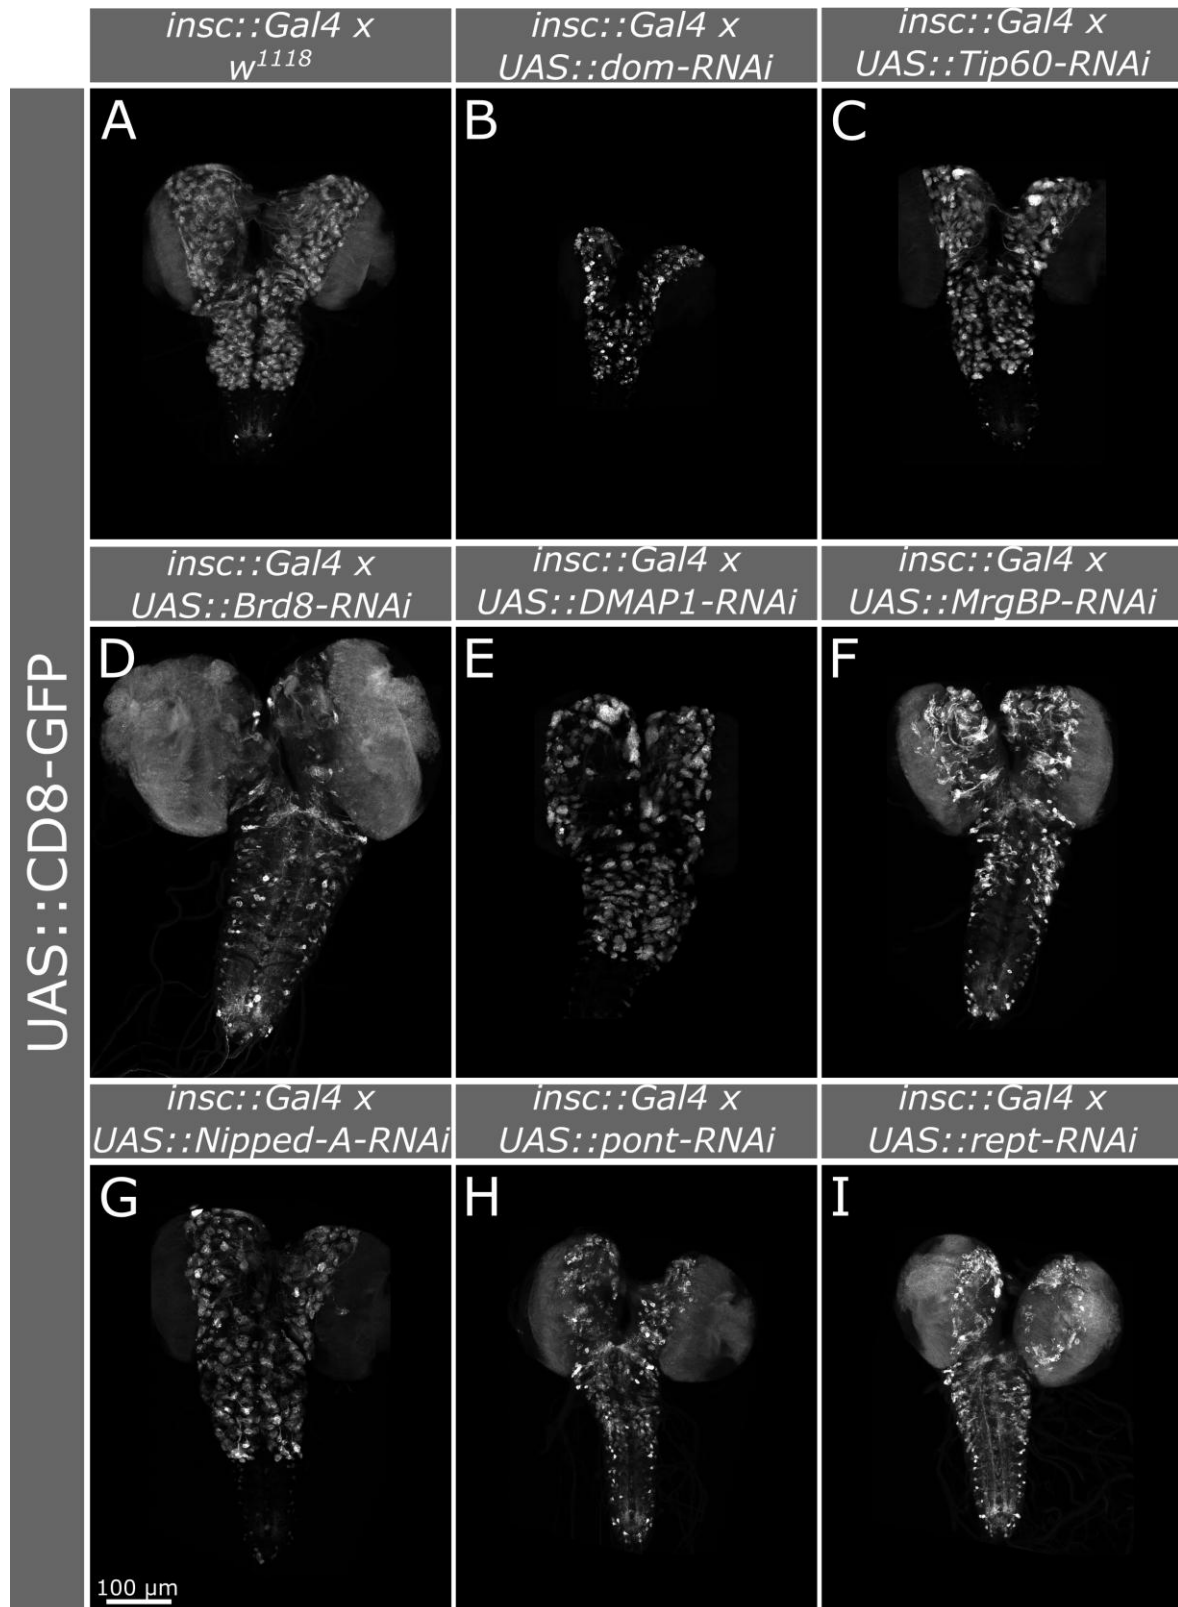 insc::Gal4 x
w1118
insc::Gal4 x
UAS::dom-RNAi
insc::Gal4 x
UAS::Tip60-RNAi
UAS::CD8-GFP
A
B
C
insc::Gal4 x
UAS::Brd8-RNAi
insc::Gal4 x
UAS::DMAP1-RNAi
insc::Gal4 x
UAS::MrgBP-RNAi
D
E
F
insc::Gal4 x
UAS::Nipped-A-RNAi
insc::Gal4 x
UAS::pont-RNAi
insc::Gal4 x
UAS::rept-RNAi
G
H
I
100 µm